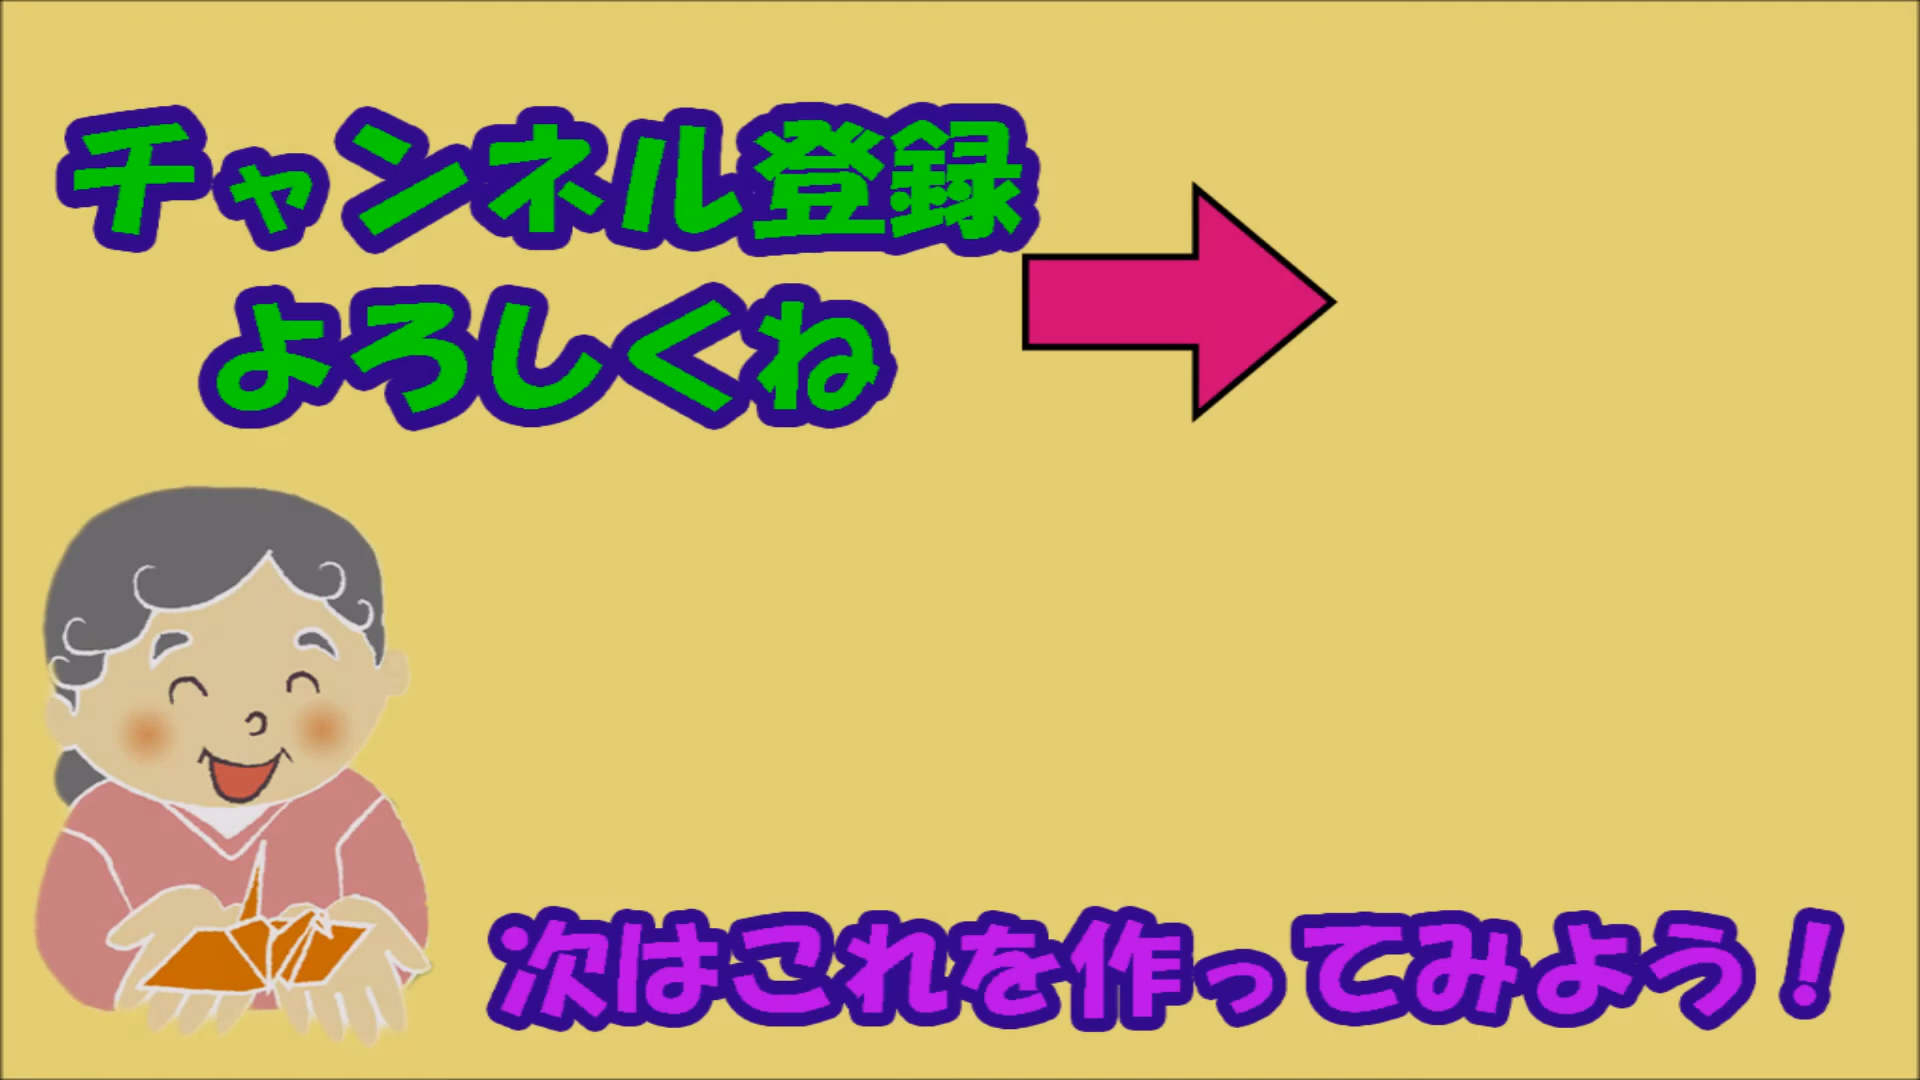 チャンネル登録
よろしくね
次はこれを作ってみよう！